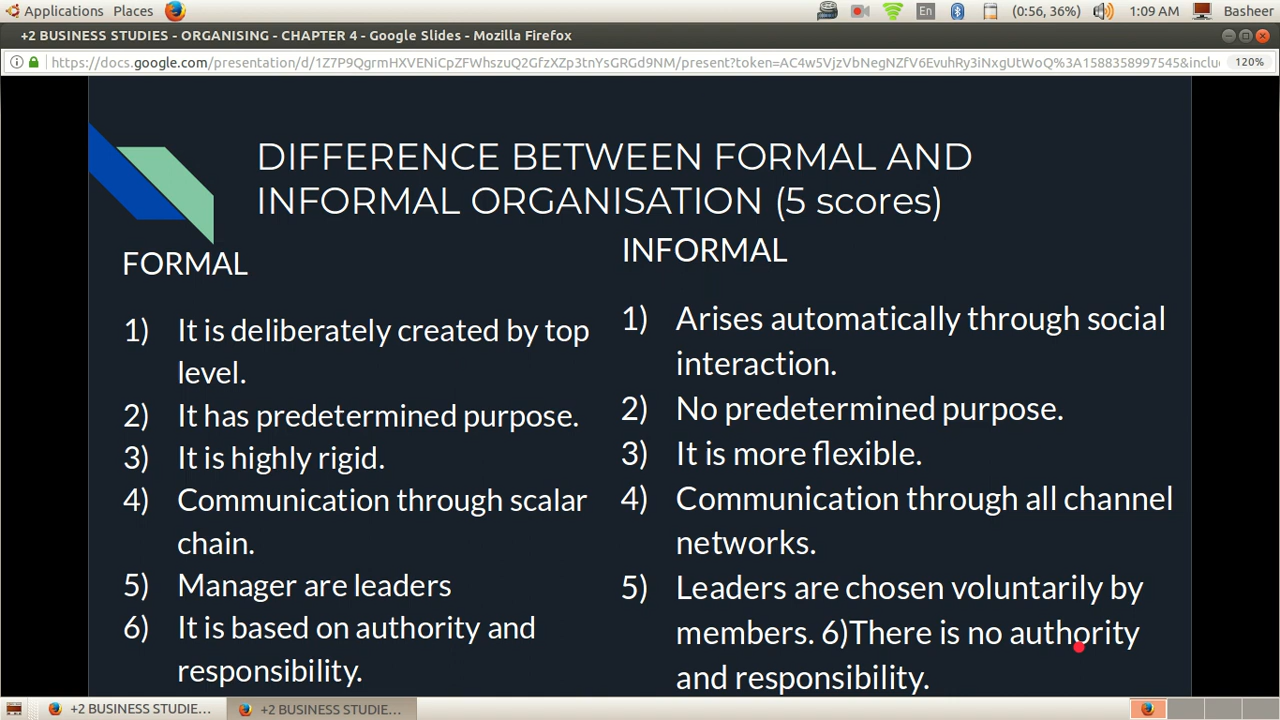 Applications Places En (0:56, 36%) 1:09 AM Basheer
+2 BUSINESS STUDIES - ORGANISING - CHAPTER 4 - Google Slides - Mozilla Firefox
https://docs.google.com/presentation/d/1Z7P9QgrmHXVENiCpZFWhszuQ2GfzXZp3tnYsGRGd9NM/present?token=AC4w5VjzVbNegNZfV6EvuhRy3iNxgUtWoQ%3A1588358997545&inclu 120%
DIFFERENCE BETWEEN FORMAL AND
INFORMAL ORGANISATION (5 scores)
FORMAL
1) It is deliberately created by top
level.
2) It has predetermined purpose.
3) It is highly rigid.
4) Communication through scalar
chain.
5) Manager are leaders
6) It is based on authority and
responsibility.
INFORMAL
1) Arises automatically through social
interaction.
2) No predetermined purpose.
3) It is more flexible.
4) Communication through all channel
networks.
5) Leaders are chosen voluntarily by
members. 6)There is no authority
and responsibility.
+2 BUSINESS STUDIE... +2 BUSINESS STUDIE...